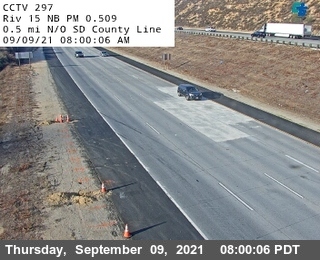 CCTV 297
Riv 15 NB PM 0.509
0.5 mi N/O SD County Line
09/09/21 08:00:06 AM
Thursday, September 09, 2021 08:00:06 PDT